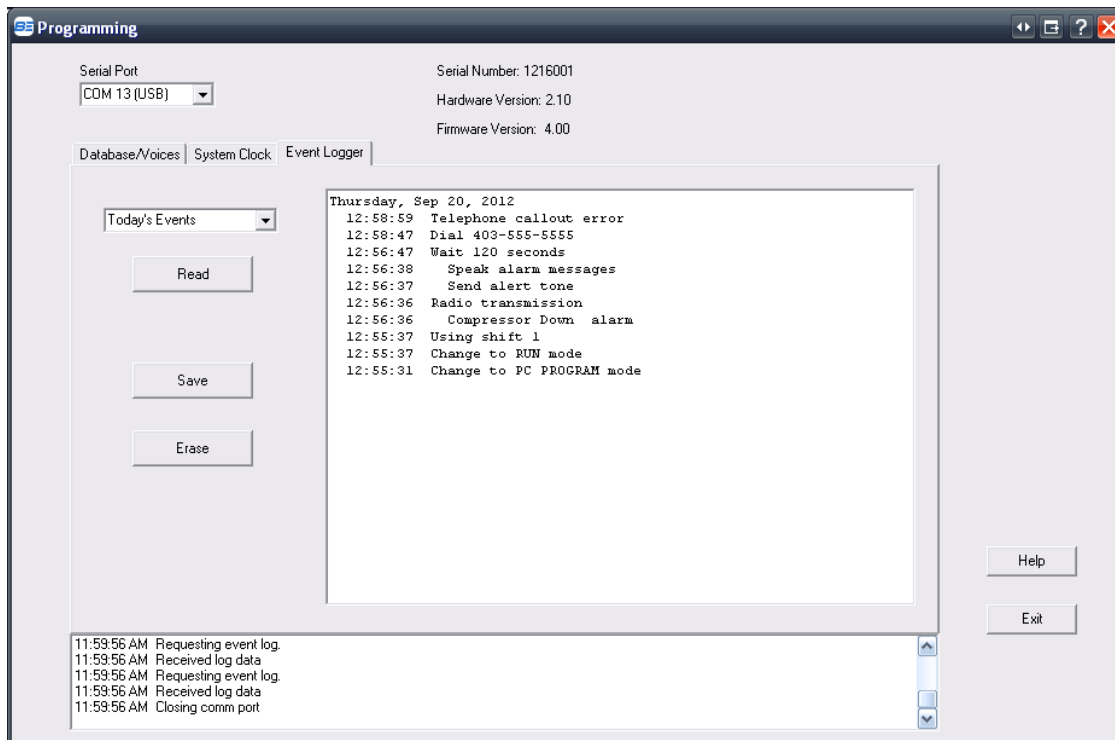 Programming
Serial Port
COM 13 (USB)
Serial Number: 1216001
Hardware Version: 2.10
Firmware Version:  4.00
Database/Voices
System Clock
Event Logger
Today's Events
Read
Save
Erase
Thursday, Sep 20, 2012
12:58:59  Telephone callout error
12:58:47  Dial 403-555-5555
12:56:47  Wait 120 seconds
12:56:38    Speak alarm messages
12:56:37    Send alert tone
12:56:36  Radio transmission
12:56:36    Compressor Down  alarm
12:55:37  Using shift 1
12:55:37  Change to RUN mode
12:55:31  Change to PC PROGRAM mode
Help
Exit
11:59:56 AM  Requesting event log.
11:59:56 AM  Received log data
11:59:56 AM  Requesting event log.
11:59:56 AM  Received log data
11:59:56 AM  Closing comm port